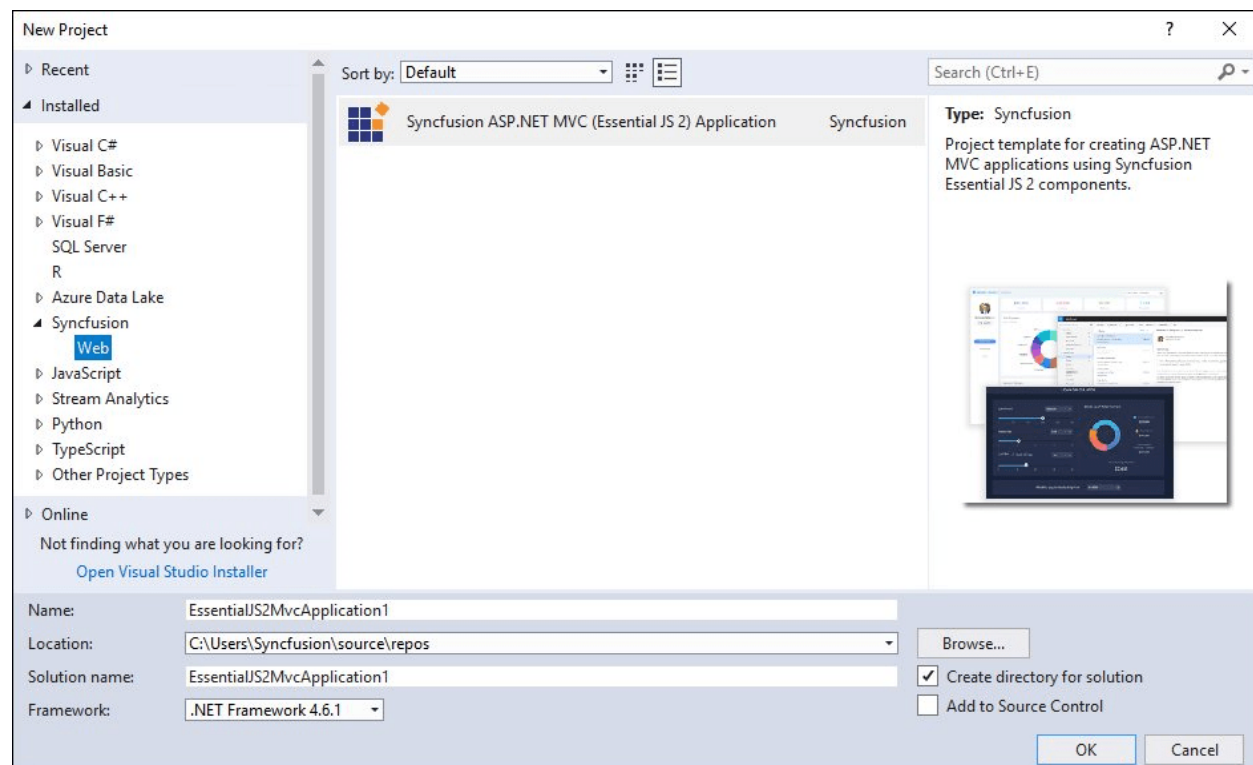 New Project
?
Recent
Installed
Visual C#
Visual Basic
Visual C++
Visual F#
SQL Server
R
Azure Data Lake
Syncfusion
Web
JavaScript
Stream Analytics
Python
TypeScript
Other Project Types
Online
Not finding what you are looking for?
Open Visual Studio Installer
Sort by: Default
Syncfusion ASP.NET MVC (Essential JS 2) Application Syncfusion
Search (Ctrl+E)
Type: Syncfusion
Project template for creating ASP.NET
MVC applications using Syncfusion
Essential JS 2 components.
Name: EssentialJS2MvcApplication1
Location: C:\Users\Syncfusion\source\repos
Browse...
Solution name: EssentialJS2MvcApplication1
Create directory for solution
Framework: .NET Framework 4.6.1
Add to Source Control
OK Cancel